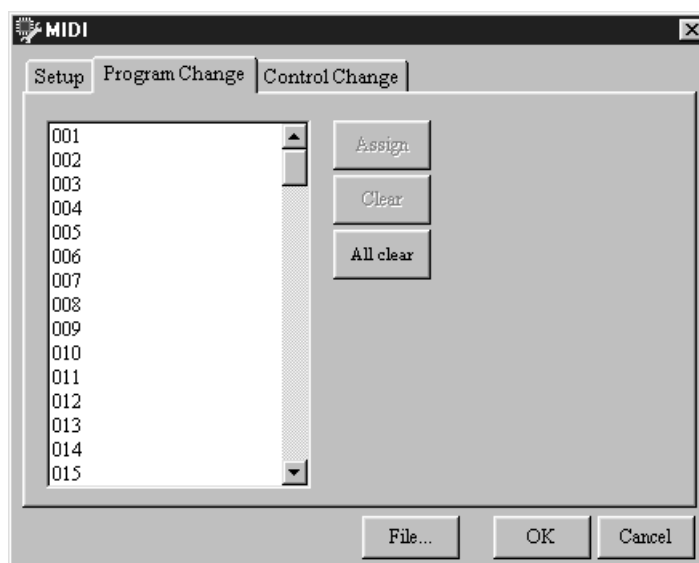 MIDI
Setup Program Change Control Change
001
002
003
004
005
006
007
008
009
010
011
012
013
014
015
Assign
Clear
All clear
File... OK Cancel